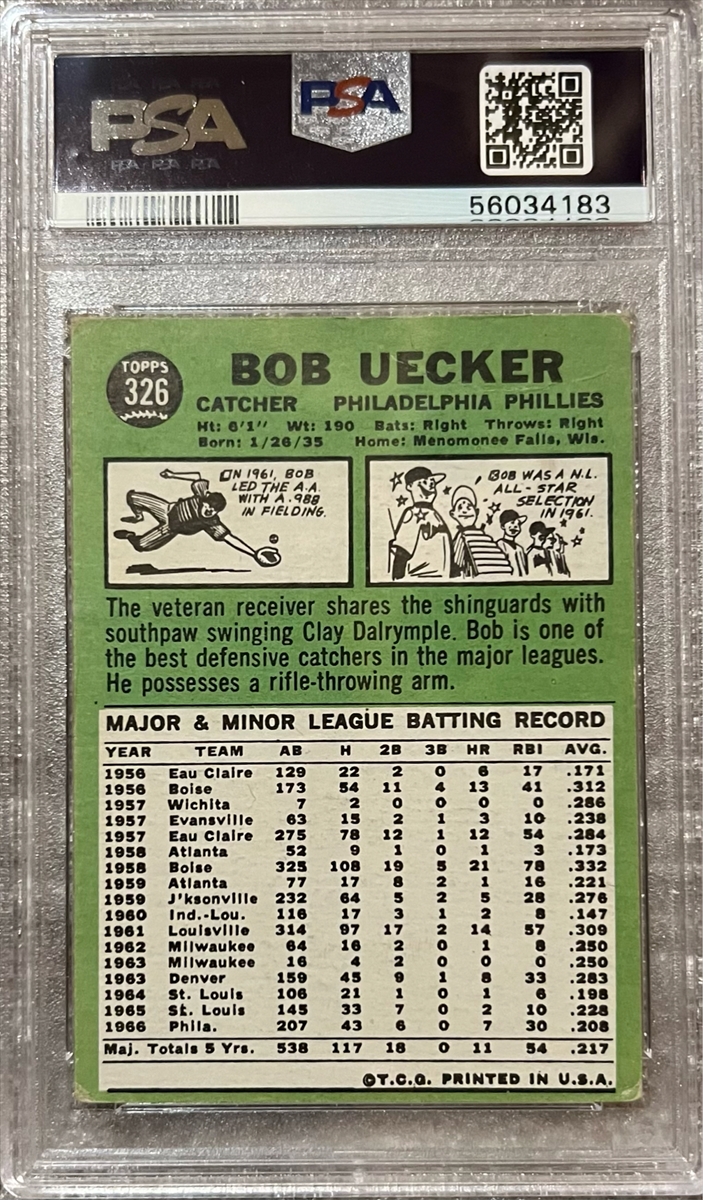 PSA
PSA
PSA PSA PSA
56034183
TOPPS
326
BOB UECKER
CATCHER PHILADELPHIA PHILLIES
Ht: 6'1" Wt: 190 Bats: Right Throws: Right
Born: 1/26/35 Home: Menomonee Falls, Wis.
IN 1961, BOB
LED THE A.A.
WITH A .988
IN FIELDING.
BOB WAS A N.L.
ALL-STAR
SELECTION
IN 1961.
The veteran receiver shares the shinguards with
southpaw swinging Clay Dalrymple. Bob is one of
the best defensive catchers in the major leagues.
He possesses a rifle-throwing arm.
MAJOR & MINOR LEAGUE BATTING RECORD
YEAR TEAM AB H 2B 3B HR RBI AVG.
1956 Eau Claire 129 22 2 0 6 17 .171
1956 Boise 173 54 11 4 13 41 .312
1957 Wichita 7 2 0 0 0 0 .286
1957 Evansville 63 15 2 1 3 10 .238
1957 Eau Claire 275 78 12 1 12 54 .284
1958 Atlanta 52 9 1 0 1 3 .173
1958 Boise 325 108 19 5 21 78 .332
1959 Atlanta 77 17 8 2 1 16 .221
1959 J'ksonville 232 64 5 2 5 28 .276
1960 Ind.-Lou. 116 17 3 1 2 8 .147
1961 Louisville 314 97 17 2 14 57 .309
1962 Milwaukee 64 16 2 0 1 8 .250
1963 Milwaukee 16 4 2 0 0 0 .250
1963 Denver 159 45 9 1 8 33 .283
1964 St. Louis 106 21 1 0 1 6 .198
1965 St. Louis 145 33 7 0 2 10 .228
1966 Phila. 207 43 6 0 7 30 .208
Maj. Totals 5 Yrs. 538 117 18 0 11 54 .217
©T.C.G. PRINTED IN U.S.A.